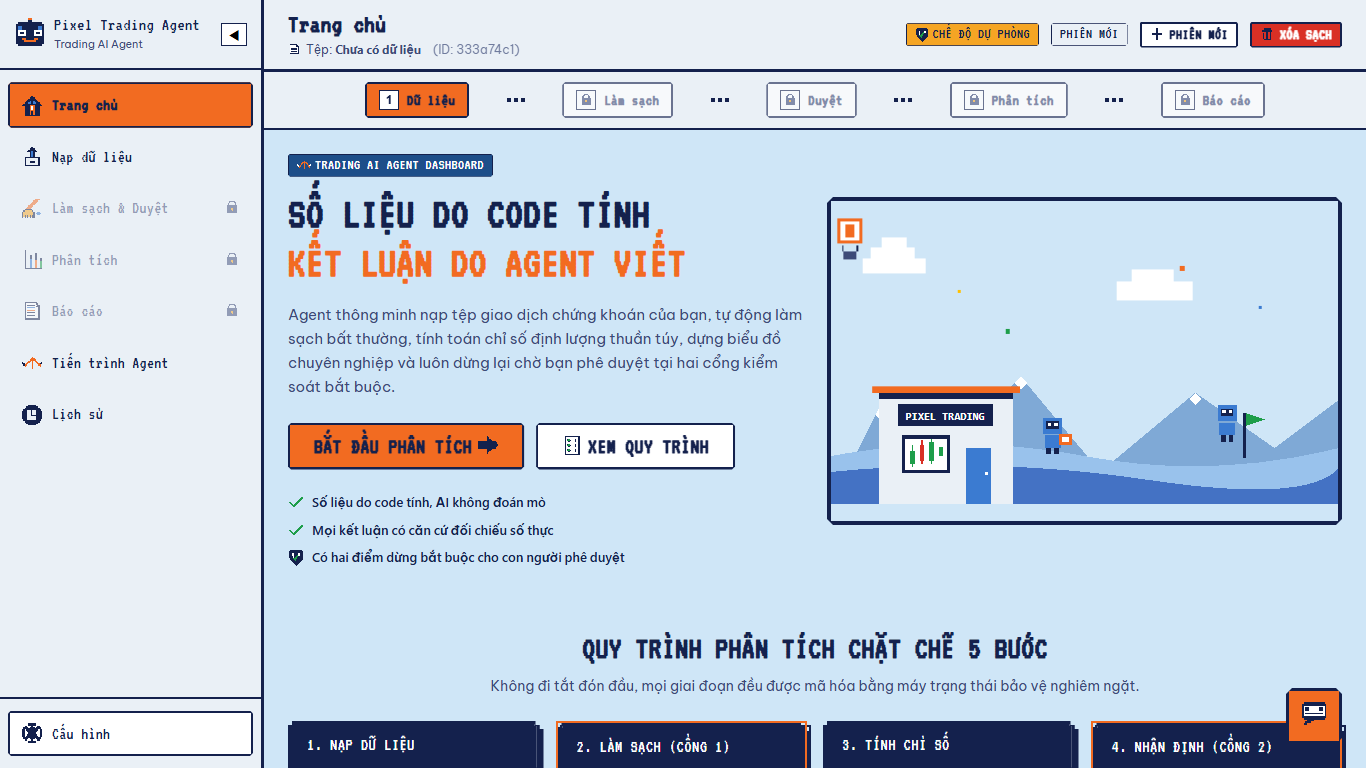 Pixel Trading Agent
Trading AI Agent
Trang chủ
Nạp dữ liệu
Làm sạch & Duyệt
Phân tích
Báo cáo
Tiến trình Agent
Lịch sử
Cấu hình
Trang chủ
Tệp: Chưa có dữ liệu (ID: 333a74c1)
CHẾ ĐỘ DỰ PHÒNG
PHIÊN MỚI
PHIÊN MỚI
XÓA SẠCH
1 Dữ liệu
Làm sạch
Duyệt
Phân tích
Báo cáo
TRADING AI AGENT DASHBOARD
SỐ LIỆU DO CODE TÍNH
KẾT LUẬN DO AGENT VIẾT
Agent thông minh nạp tệp giao dịch chứng khoán của bạn, tự động làm
sạch bất thường, tính toán chỉ số định lượng thuần túy, dựng biểu đồ
chuyên nghiệp và luôn dừng lại chờ bạn phê duyệt tại hai cổng kiểm
soát bắt buộc.
BẮT ĐẦU PHÂN TÍCH
XEM QUY TRÌNH
Số liệu do code tính, AI không đoán mò
Mọi kết luận có căn cứ đối chiếu số thực
Có hai điểm dừng bắt buộc cho con người phê duyệt
PIXEL TRADING
QUY TRÌNH PHÂN TÍCH CHẶT CHẼ 5 BƯỚC
Không đi tắt đón đầu, mọi giai đoạn đều được mã hóa bằng máy trạng thái bảo vệ nghiêm ngặt.
1. NẠP DỮ LIỆU
2. LÀM SẠCH (CỔNG 1)
3. TÍNH CHỈ SỐ
4. NHẬN ĐỊNH (CỔNG 2)